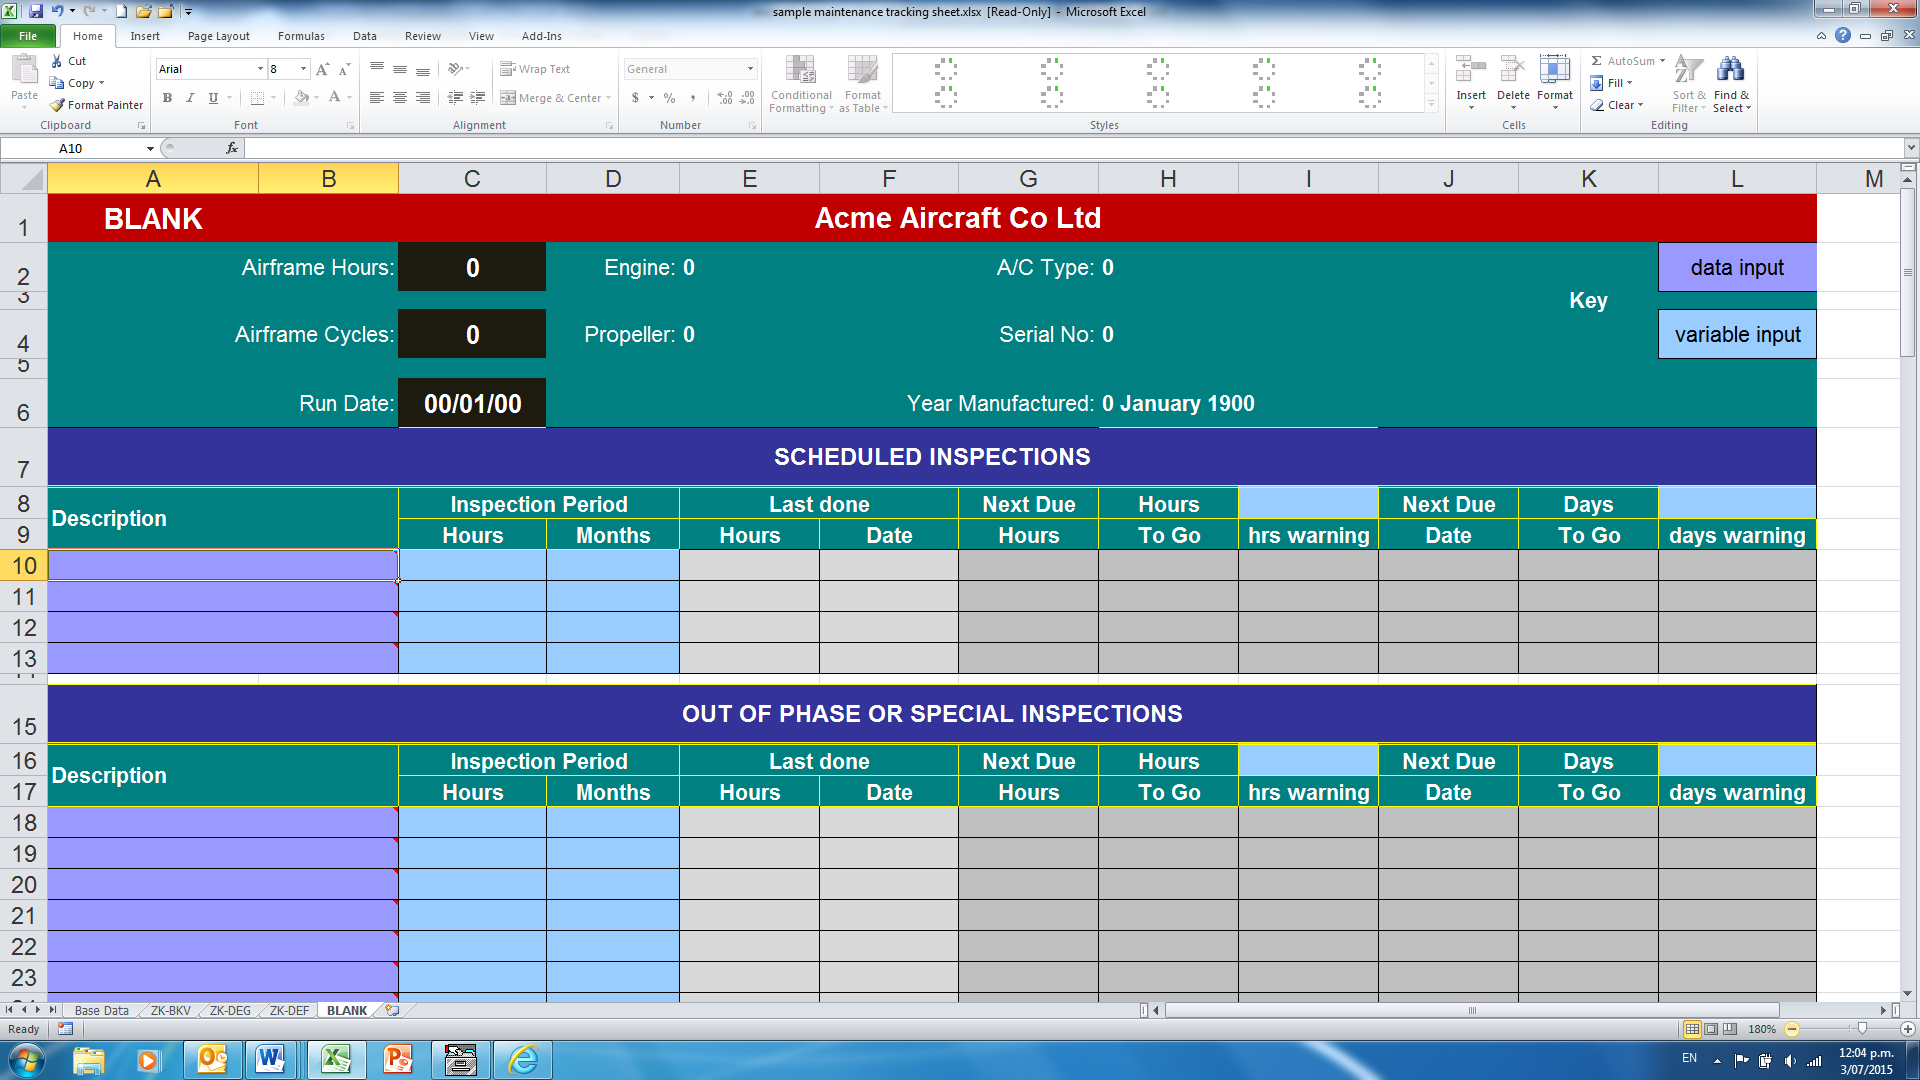 sample maintenance tracking sheet.xlsx [Read-Only] - Microsoft Excel
File Home Insert Page Layout Formulas Data Review View Add-Ins
Paste
Cut
Copy
Format Painter
Clipboard
Arial 8 A A
B I U A
Font
Wrap Text
Merge & Center
Alignment
General
$ % ,
Number
Conditional Formatting
Format as Table
Styles
Insert Delete Format
Cells
Σ AutoSum
Fill
Clear
Sort & Filter
Find & Select
Editing
A10 fx
A B C D E F G H I J K L M
1 BLANK Acme Aircraft Co Ltd
2 Airframe Hours: 0 Engine: 0 A/C Type: 0 data input
3 Key
4 Airframe Cycles: 0 Propeller: 0 Serial No: 0 variable input
5
6 Run Date: 00/01/00 Year Manufactured: 0 January 1900
7 SCHEDULED INSPECTIONS
8 Description Inspection Period Last done Next Due Hours Next Due Days
9 Hours Months Hours Date Hours To Go hrs warning Date To Go days warning
10
11
12
13
15 OUT OF PHASE OR SPECIAL INSPECTIONS
16 Description Inspection Period Last done Next Due Hours Next Due Days
17 Hours Months Hours Date Hours To Go hrs warning Date To Go days warning
18
19
20
21
22
23
Base Data ZK-BKV ZK-DEG ZK-DEF BLANK
Ready 180%
EN 12:04 p.m.
3/07/2015